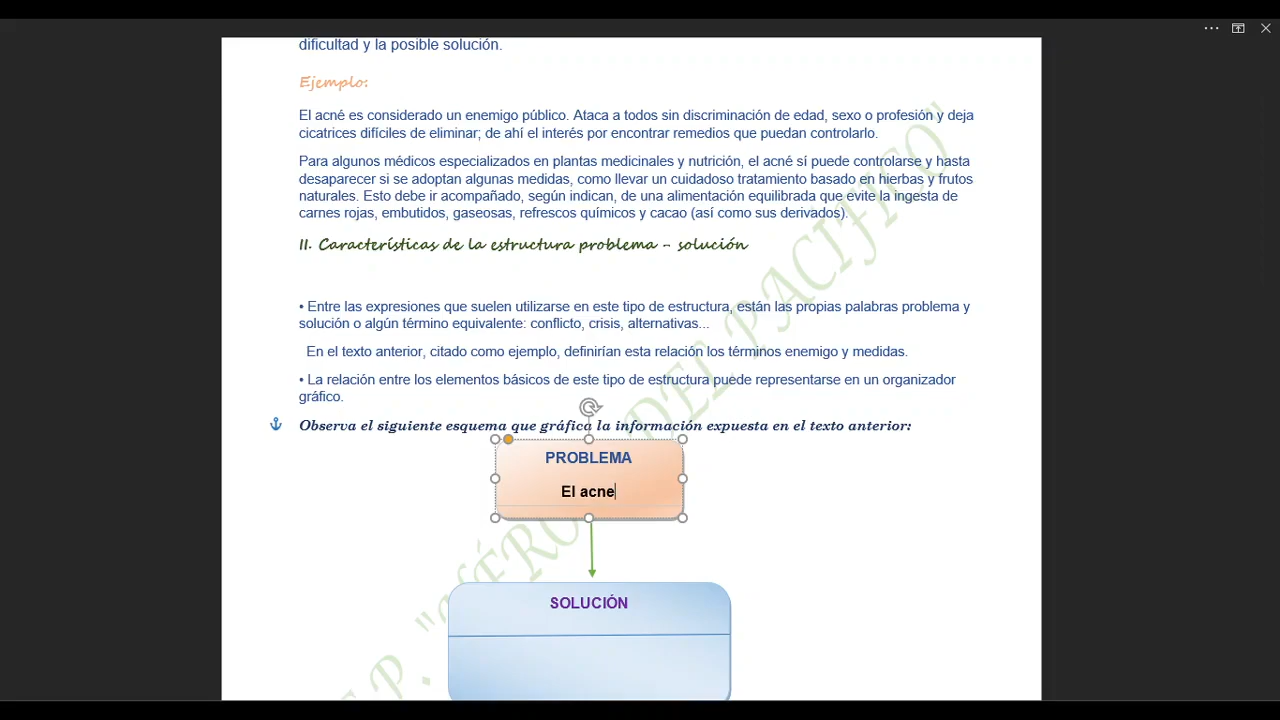 dificultad y la posible solución.
Ejemplo:
El acné es considerado un enemigo público. Ataca a todos sin discriminación de edad, sexo o profesión y deja
cicatrices difíciles de eliminar; de ahí el interés por encontrar remedios que puedan controlarlo.
Para algunos médicos especializados en plantas medicinales y nutrición, el acné sí puede controlarse y hasta
desaparecer si se adoptan algunas medidas, como llevar un cuidadoso tratamiento basado en hierbas y frutos
naturales. Esto debe ir acompañado, según indican, de una alimentación equilibrada que evite la ingesta de
carnes rojas, embutidos, gaseosas, refrescos químicos y cacao (así como sus derivados).
II. Características de la estructura problema - solución
• Entre las expresiones que suelen utilizarse en este tipo de estructura, están las propias palabras problema y
solución o algún término equivalente: conflicto, crisis, alternativas...
En el texto anterior, citado como ejemplo, definirían esta relación los términos enemigo y medidas.
• La relación entre los elementos básicos de este tipo de estructura puede representarse en un organizador
gráfico.
Observa el siguiente esquema que gráfica la información expuesta en el texto anterior:
PROBLEMA
El acne
SOLUCIÓN
DEL PACIFICO"